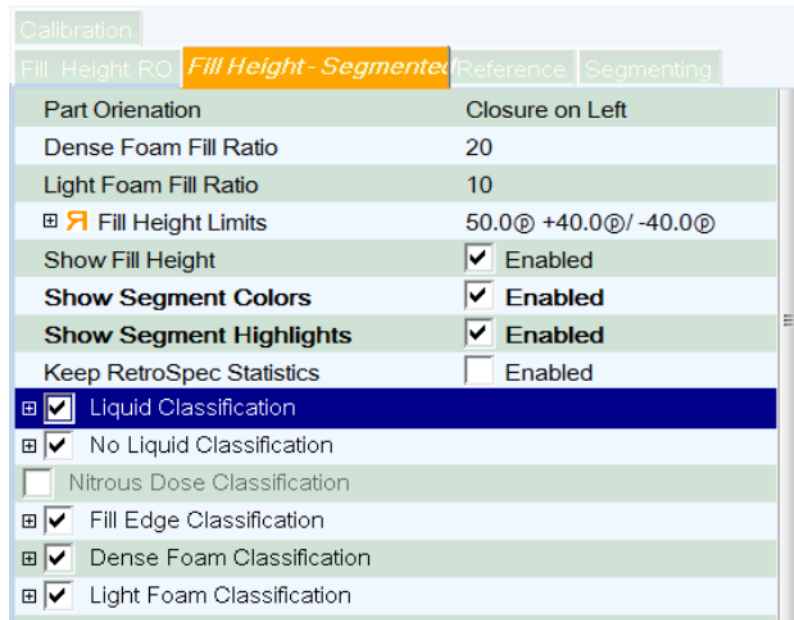 Calibration
Fill Height RO Fill Height- Segmented Reference Segmenting
Part Orienation Closure on Left
Dense Foam Fill Ratio 20
Light Foam Fill Ratio 10
Я Fill Height Limits 50.0ⓟ +40.0ⓟ/ -40.0ⓟ
Show Fill Height Enabled
Show Segment Colors Enabled
Show Segment Highlights Enabled
Keep RetroSpec Statistics Enabled
Liquid Classification
No Liquid Classification
Nitrous Dose Classification
Fill Edge Classification
Dense Foam Classification
Light Foam Classification